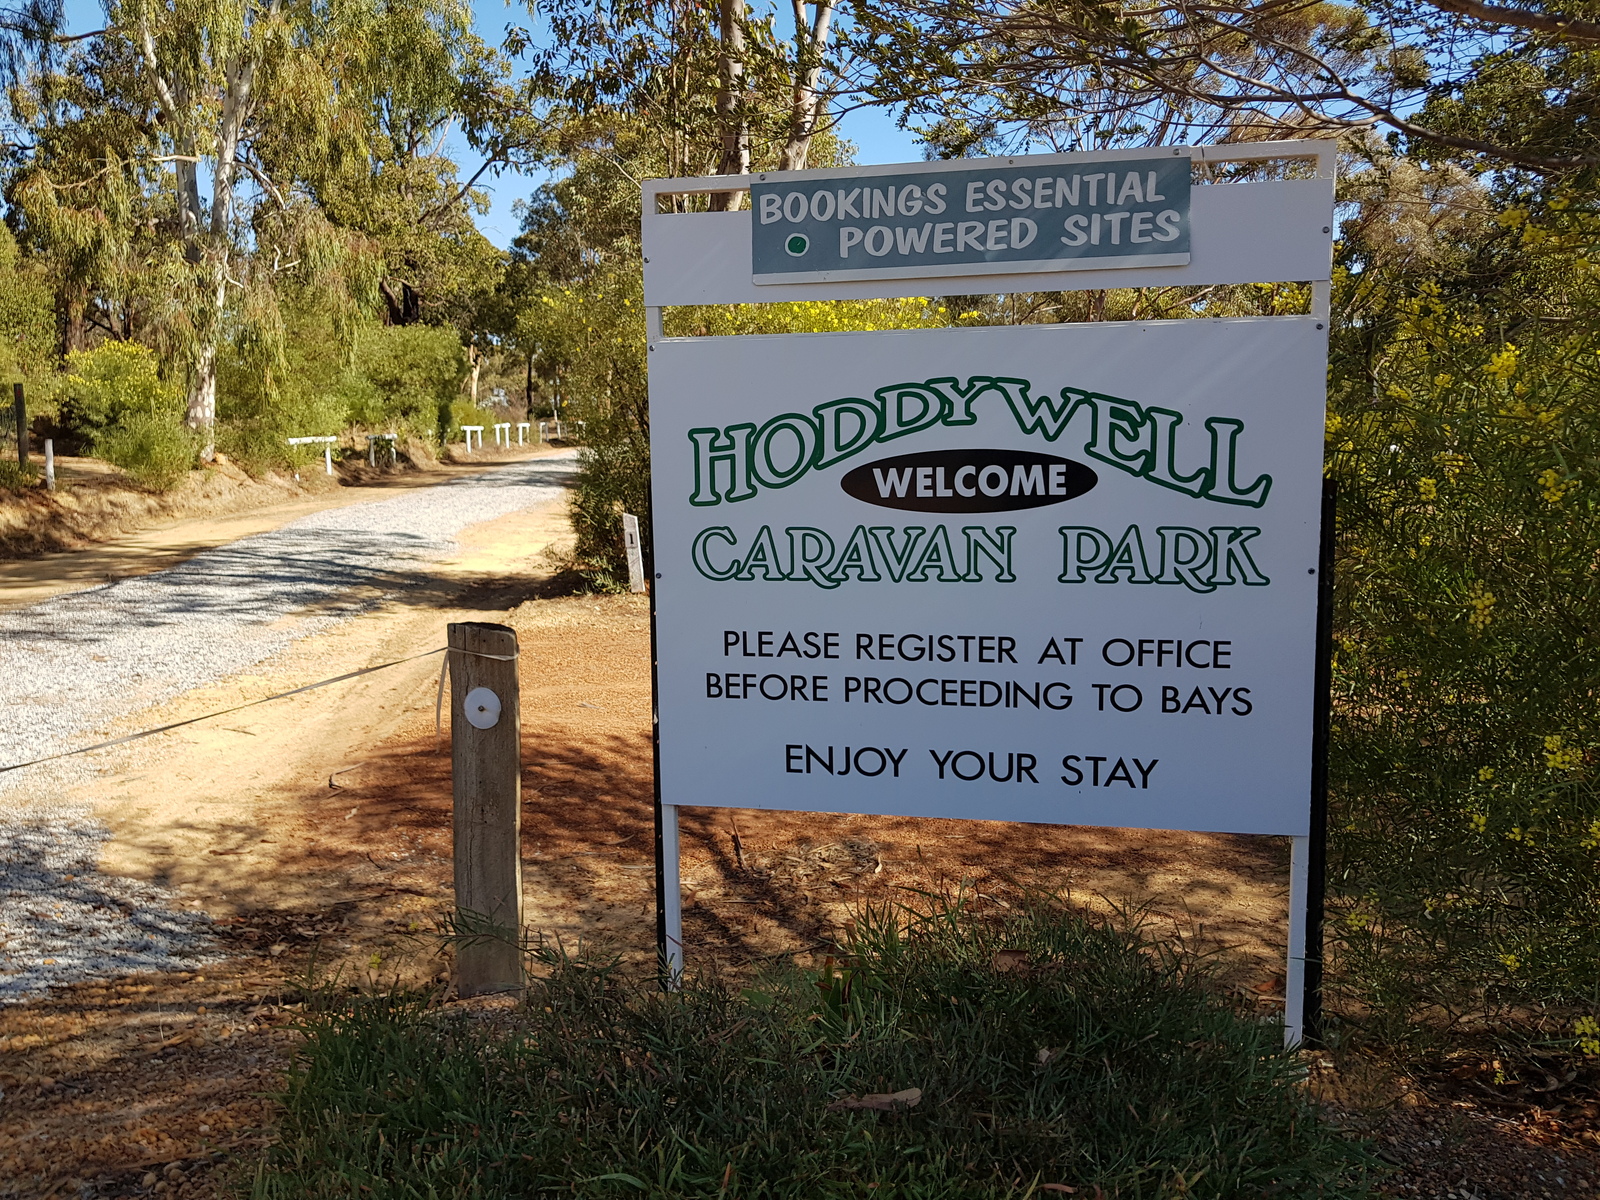 BOOKINGS ESSENTIAL
POWERED SITES
HODDYWELL
WELCOME
CARAVAN PARK
PLEASE REGISTER AT OFFICE
BEFORE PROCEEDING TO BAYS
ENJOY YOUR STAY
1